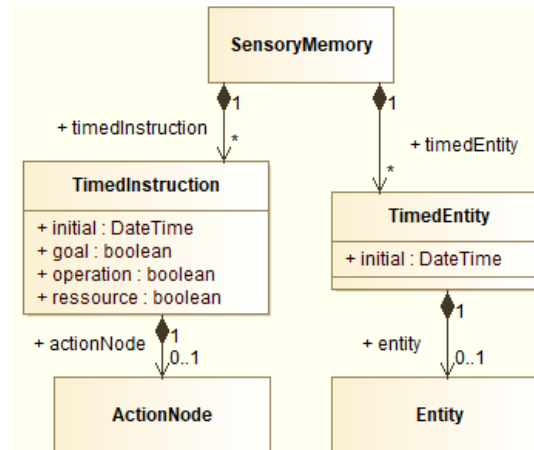 SensoryMemory
1
1
+ timedInstruction
+ timedEntity
*
*
TimedInstruction
+ initial : DateTime
+ goal : boolean
+ operation : boolean
+ ressource : boolean
TimedEntity
+ initial : DateTime
1
1
+ actionNode
+ entity
0..1
0..1
ActionNode
Entity